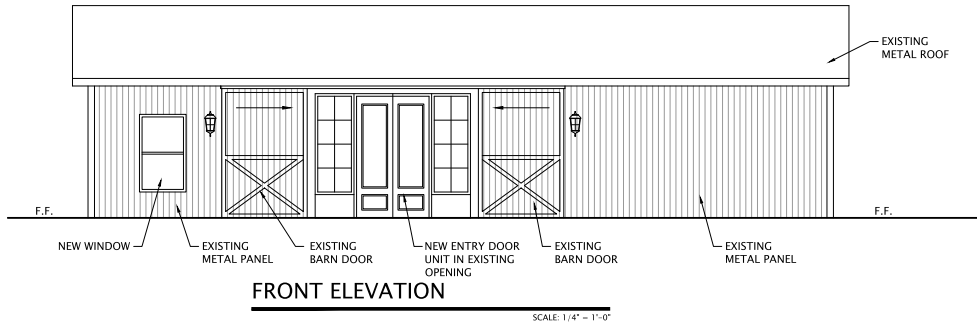 EXISTING
METAL ROOF
F.F.
F.F.
NEW WINDOW
EXISTING
METAL PANEL
EXISTING
BARN DOOR
NEW ENTRY DOOR
UNIT IN EXISTING
OPENING
EXISTING
BARN DOOR
EXISTING
METAL PANEL
FRONT ELEVATION
SCALE: 1/4" = 1'-0"